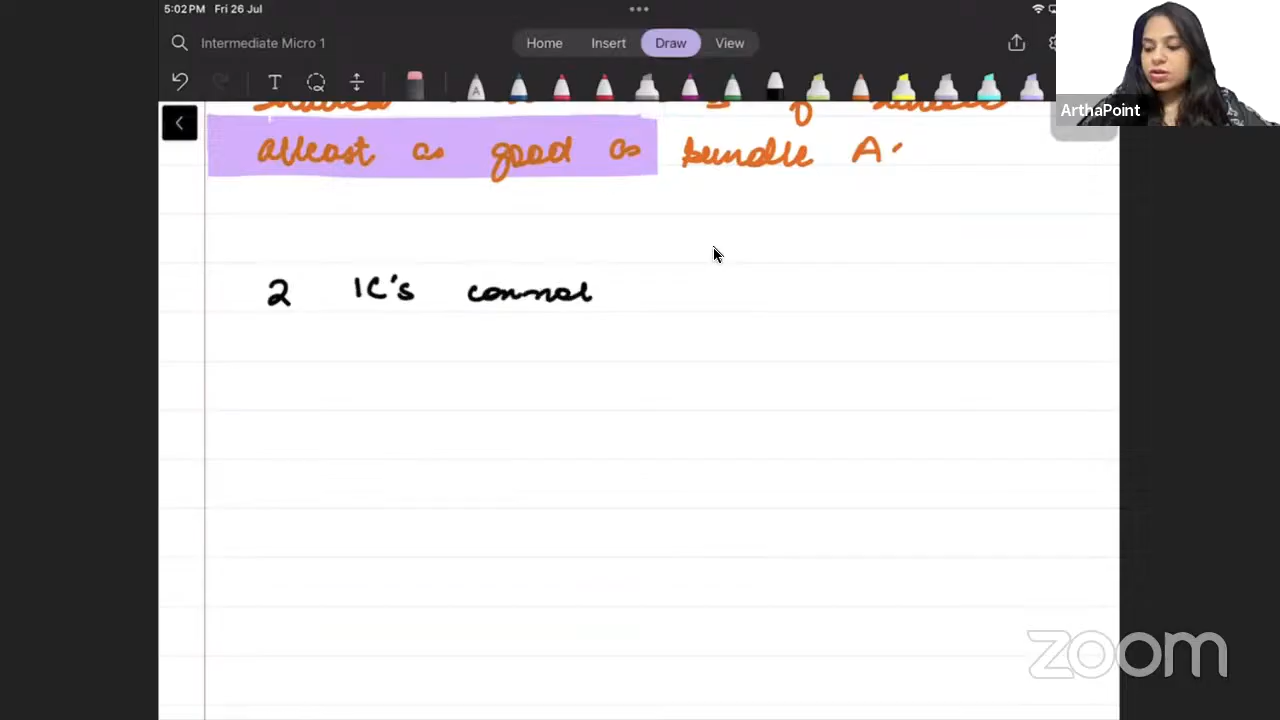 5:02 PM Fri 26 Jul
Intermediate Micro 1
Home Insert Draw View
T
A
ArthaPoint
of
atleast as good as bundle A.
2 IC's cannot
zoom